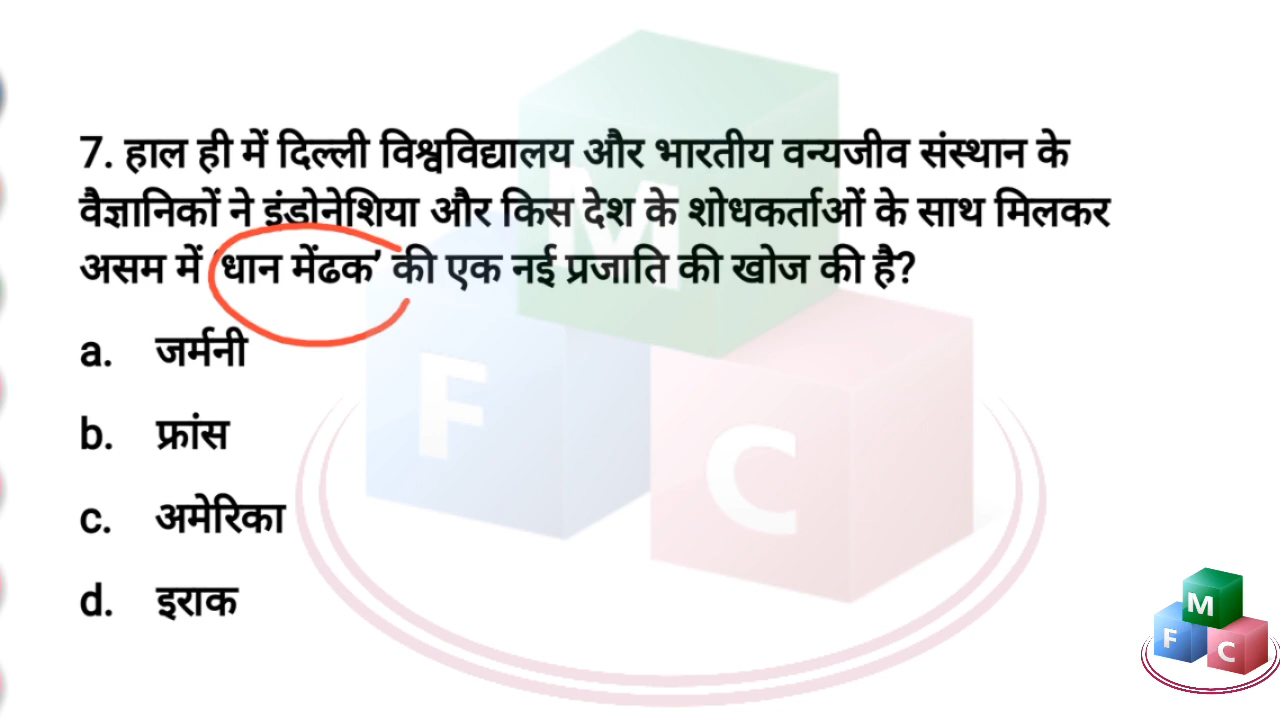 7. हाल ही में दिल्ली विश्वविद्यालय और भारतीय वन्यजीव संस्थान के
वैज्ञानिकों ने इंडोनेशिया और किस देश के शोधकर्ताओं के साथ मिलकर
असम में ‘धान मेंढक’ की एक नई प्रजाति की खोज की है?
a. जर्मनी
b. फ्रांस
c. अमेरिका
d. इराक
M
F
C
M
F
C